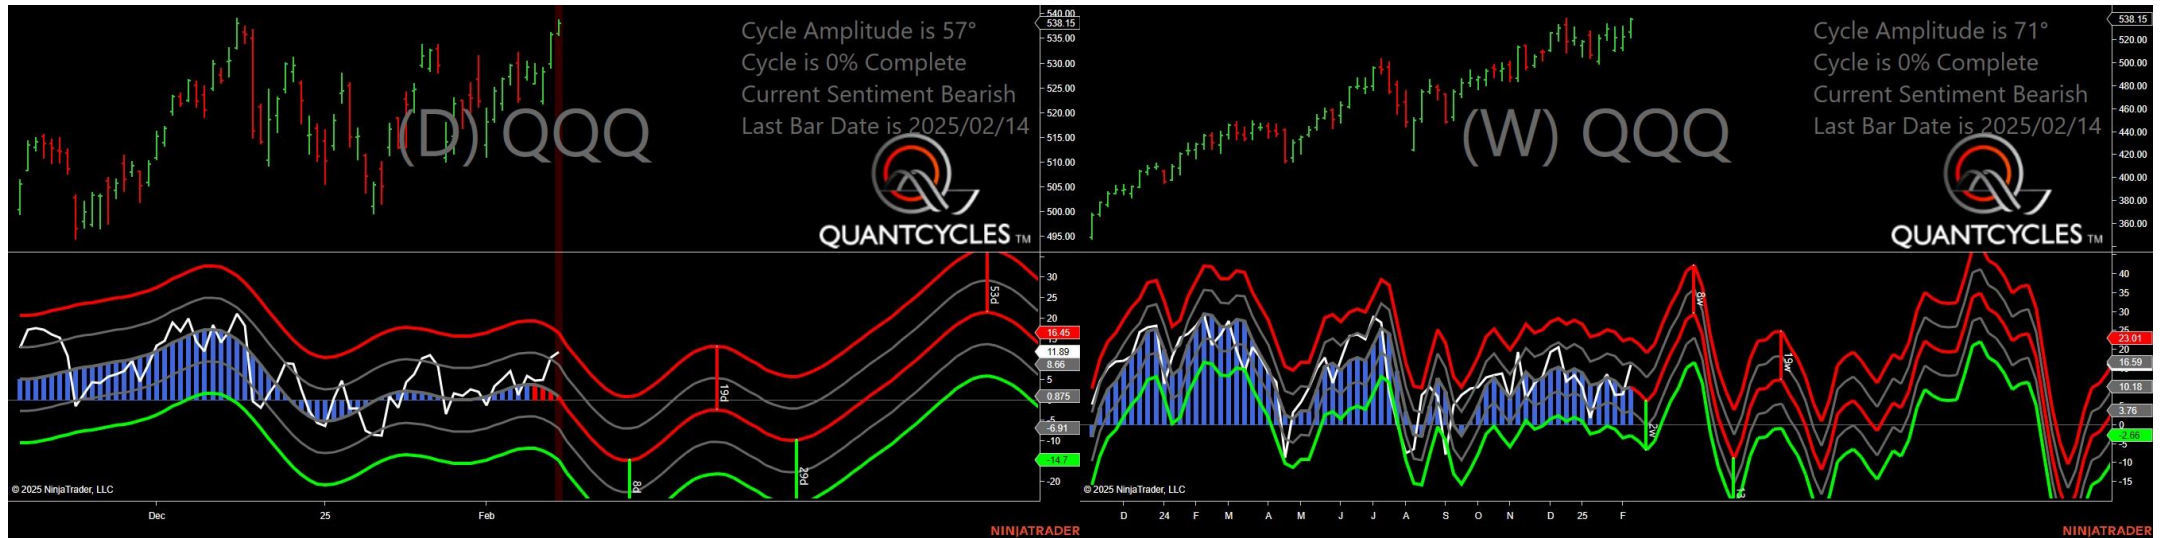 Cycle Amplitude is 57°
Cycle is 0% Complete
Current Sentiment Bearish
Last Bar Date is 2025/02/14
(D) QQQ
QUANTCYCLES TM
540.00
538.15
535.00
530.00
525.00
520.00
515.00
510.00
505.00
500.00
495.00
30
25
20
16.45
11.89
8.66
5
0.875
-5
-6.91
-10
-14.7
-20
53d
19d
8d
29d
© 2025 NinjaTrader, LLC
Dec 25 Feb
NINJATRADER
Cycle Amplitude is 71°
Cycle is 0% Complete
Current Sentiment Bearish
Last Bar Date is 2025/02/14
(W) QQQ
QUANTCYCLES TM
538.15
520.00
500.00
480.00
460.00
440.00
420.00
400.00
380.00
360.00
40
35
30
25
23.01
20
16.59
10.18
3.76
0
-2.66
-5
-10
-15
8w
19w
2w
13
© 2025 NinjaTrader, LLC
D 24 F M A M J J A S O N D 25 F
NINJATRADER